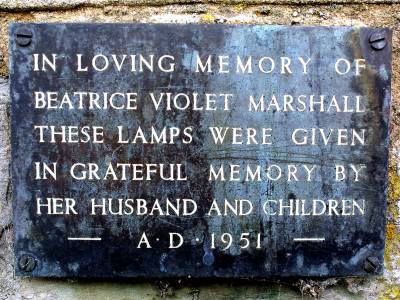 IN LOVING MEMORY OF
BEATRICE VIOLET MARSHALL
THESE LAMPS WERE GIVEN
IN GRATEFUL MEMORY BY
HER HUSBAND AND CHILDREN
— A·D·1951 —